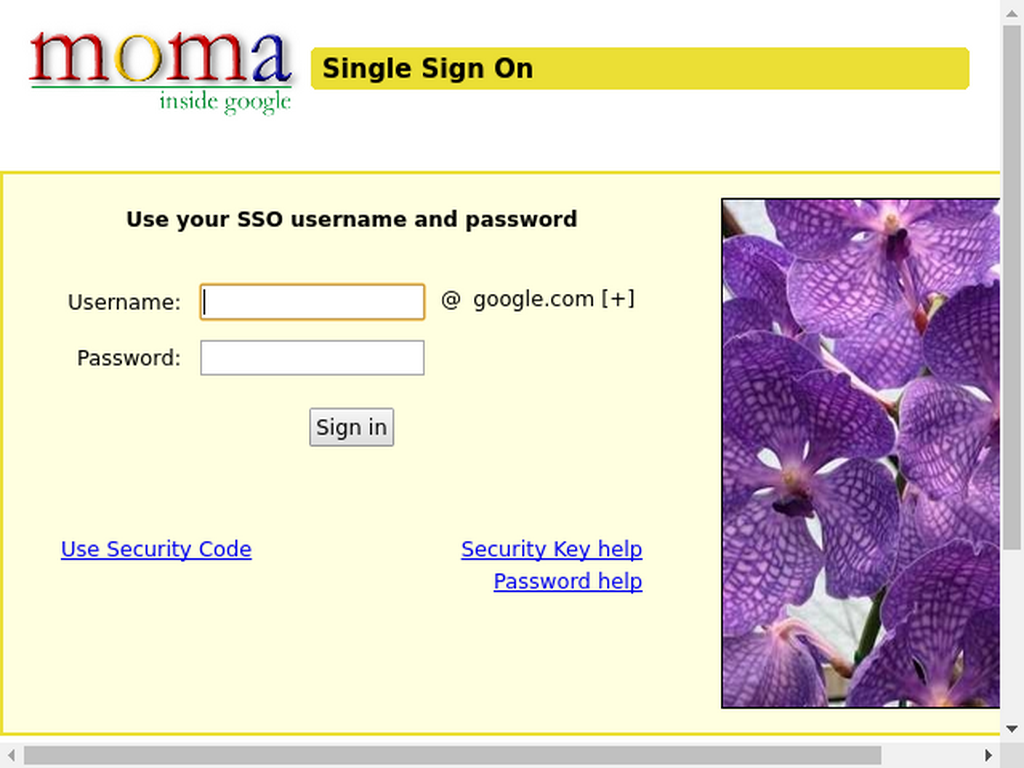 moma
inside google
Single Sign On
Use your SSO username and password
Username:
@ google.com [+]
Password:
Sign in
Use Security Code
Security Key help
Password help